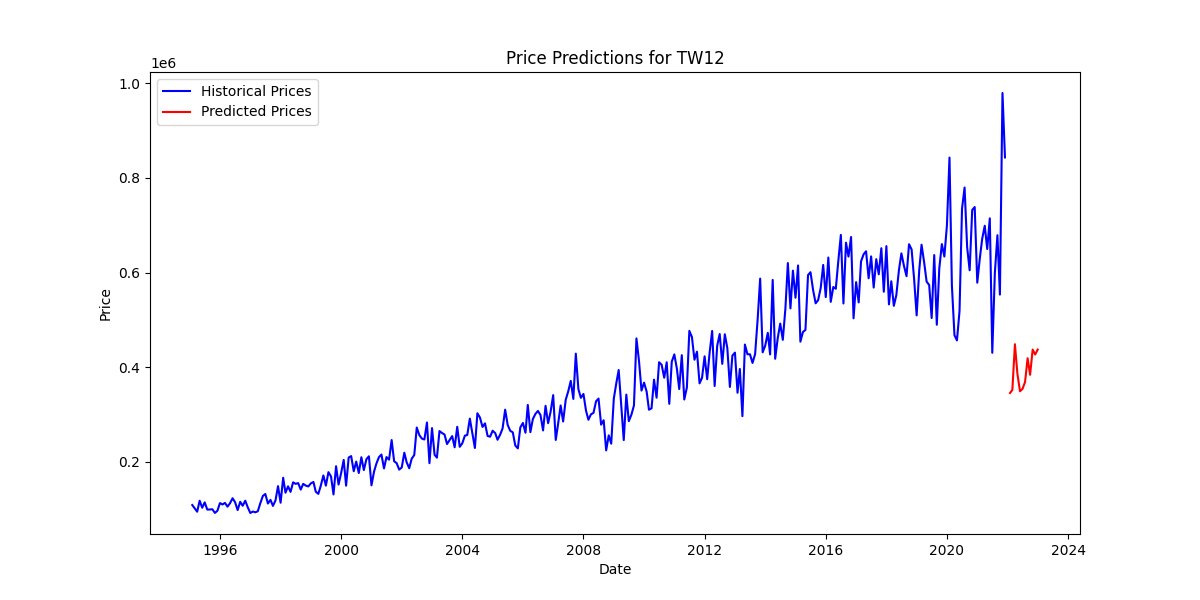 Price Predictions for TW12
1e6
Historical Prices
Predicted Prices
1.0
0.8
0.6
0.4
0.2
Price
1996 2000 2004 2008 2012 2016 2020 2024
Date